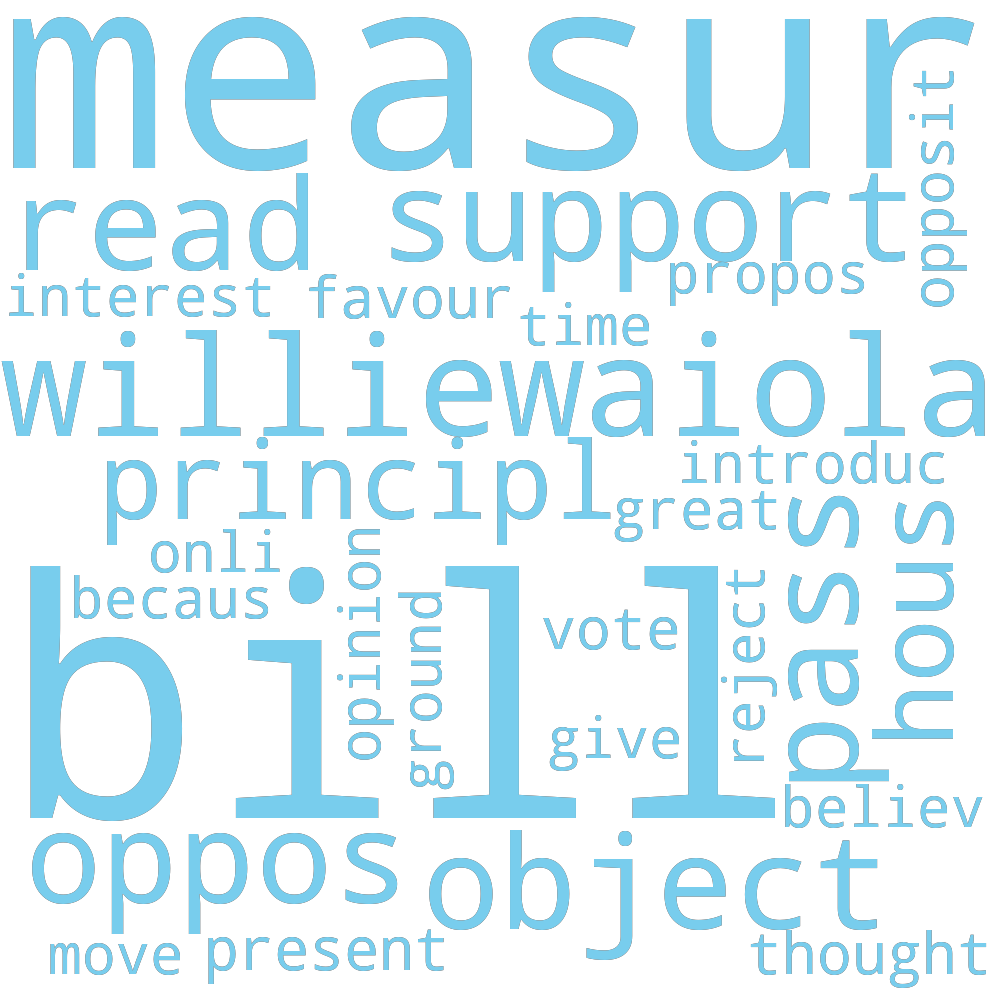 measur
opposit
read support
propos
interest favour
time
williewaiola
principl
introduc
great
pass
hous
onli
becaus
opinion
ground
bill
vote
give
reject
believ
oppos
object
move present
thought